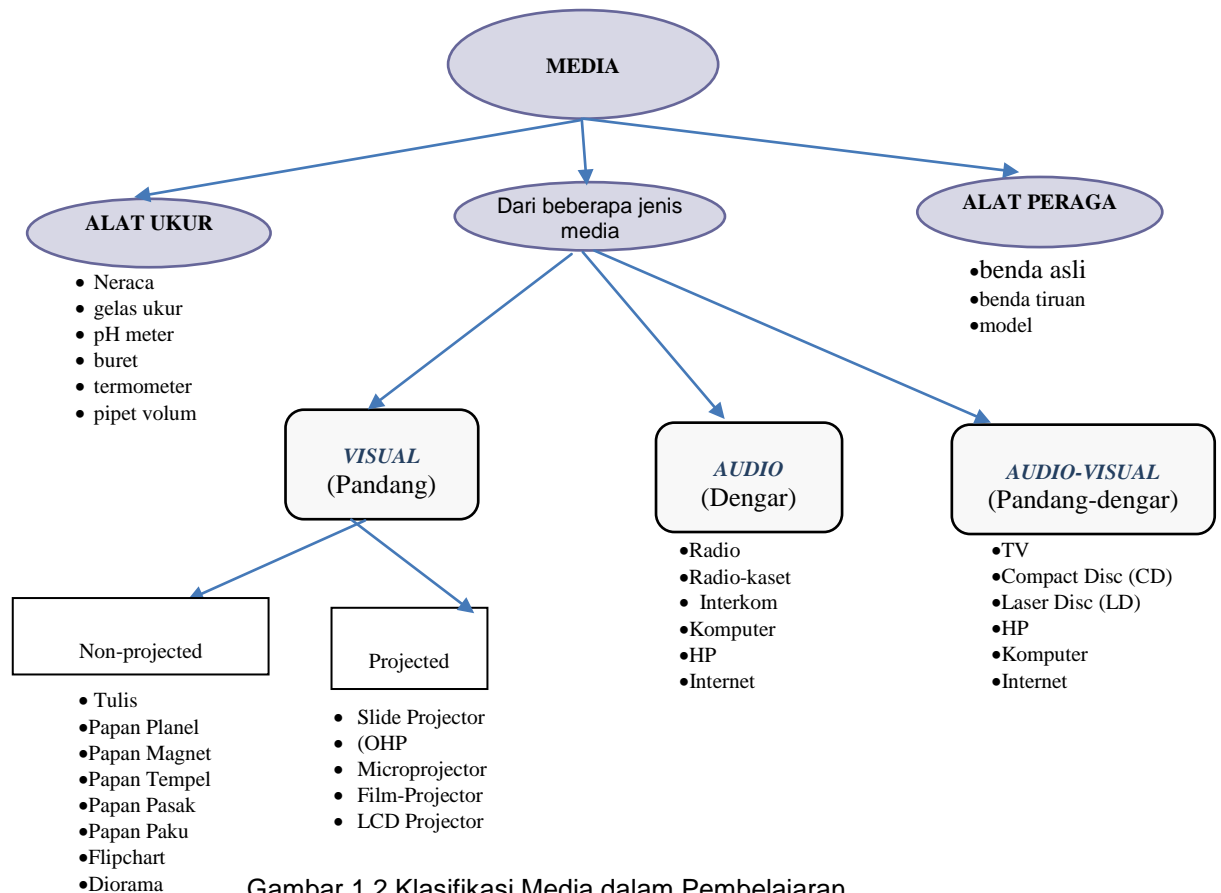 MEDIA
ALAT UKUR
• Neraca
• gelas ukur
• pH meter
• buret
• termometer
• pipet volum
Dari beberapa jenis
media
ALAT PERAGA
•benda asli
•benda tiruan
•model
VISUAL
(Pandang)
AUDIO
(Dengar)
•Radio
•Radio-kaset
• Interkom
•Komputer
•HP
•Internet
AUDIO-VISUAL
(Pandang-dengar)
•TV
•Compact Disc (CD)
•Laser Disc (LD)
•HP
•Komputer
•Internet
Non-projected
• Tulis
•Papan Planel
•Papan Magnet
•Papan Tempel
•Papan Pasak
•Papan Paku
•Flipchart
•Diorama
Projected
• Slide Projector
• (OHP
• Microprojector
• Film-Projector
• LCD Projector
Gambar 1.2 Klasifikasi Media dalam Pembelajaran